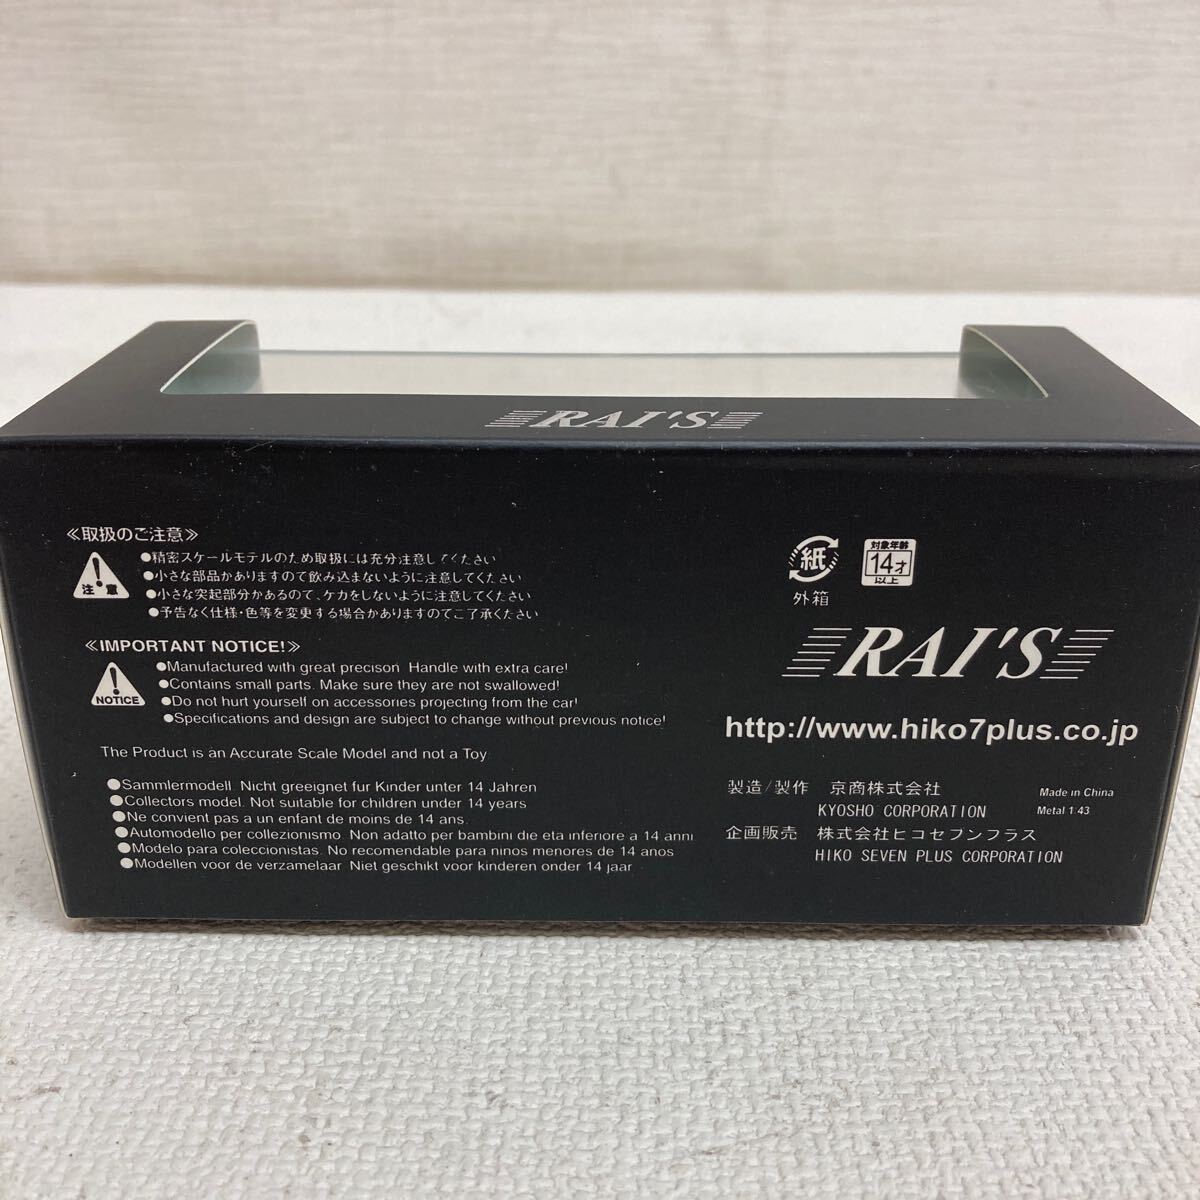 RAI'S
≪取扱のご注意≫
注意
●精密スケールモデルのため取扱には充分注意してください
●小さな部品がありますので飲み込まないように注意してください
●小さな突起部分があるので、ケガをしないように注意してください
●予告なく仕様・色等を変更する場合がありますのでご了承ください
≪IMPORTANT NOTICE!≫
NOTICE
●Manufactured with great precison. Handle with extra care!
●Contains small parts. Make sure they are not swallowed!
●Do not hurt yourself on accessories projecting from the car!
●Specifications and design are subject to change without previous notice!
The Product is an Accurate Scale Model and not a Toy
●Sammlermodell. Nicht greeignet fur Kinder unter 14 Jahren
●Collectors model. Not suitable for children under 14 years
●Ne convient pas a un enfant de moins de 14 ans.
●Automodello per collezionismo. Non adatto per bambini die eta inferiore a 14 anni
●Modelo para coleccionistas. No recomendable para ninos menores de 14 anos
●Modellen voor de verzamelaar. Niet geschikt voor kinderen onder 14 jaar
紙
外箱
対象年齢
14才
以上
RAI'S
http://www.hiko7plus.co.jp
製造/製作 京商株式会社
KYOSHO CORPORATION
Made in China
Metal 1:43
企画販売 株式会社ヒコセブンプラス
HIKO SEVEN PLUS CORPORATION